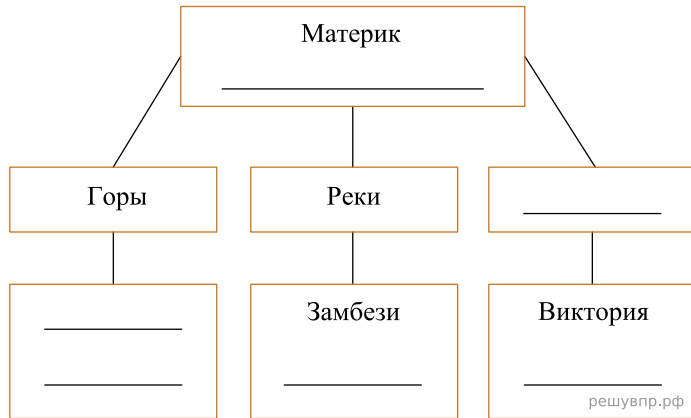 Материк
Горы
Реки
Замбези
Виктория
решувпр.рф